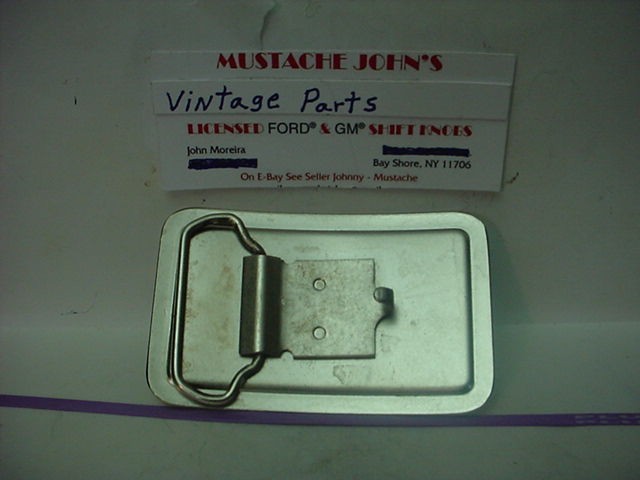 MUSTACHE JOHN'S
Vintage Parts
LICENSED FORD® & GM® SHIFT KNOBS
John Moreira
Bay Shore, NY 11706
On E-Bay See Seller Johnny - Mustache